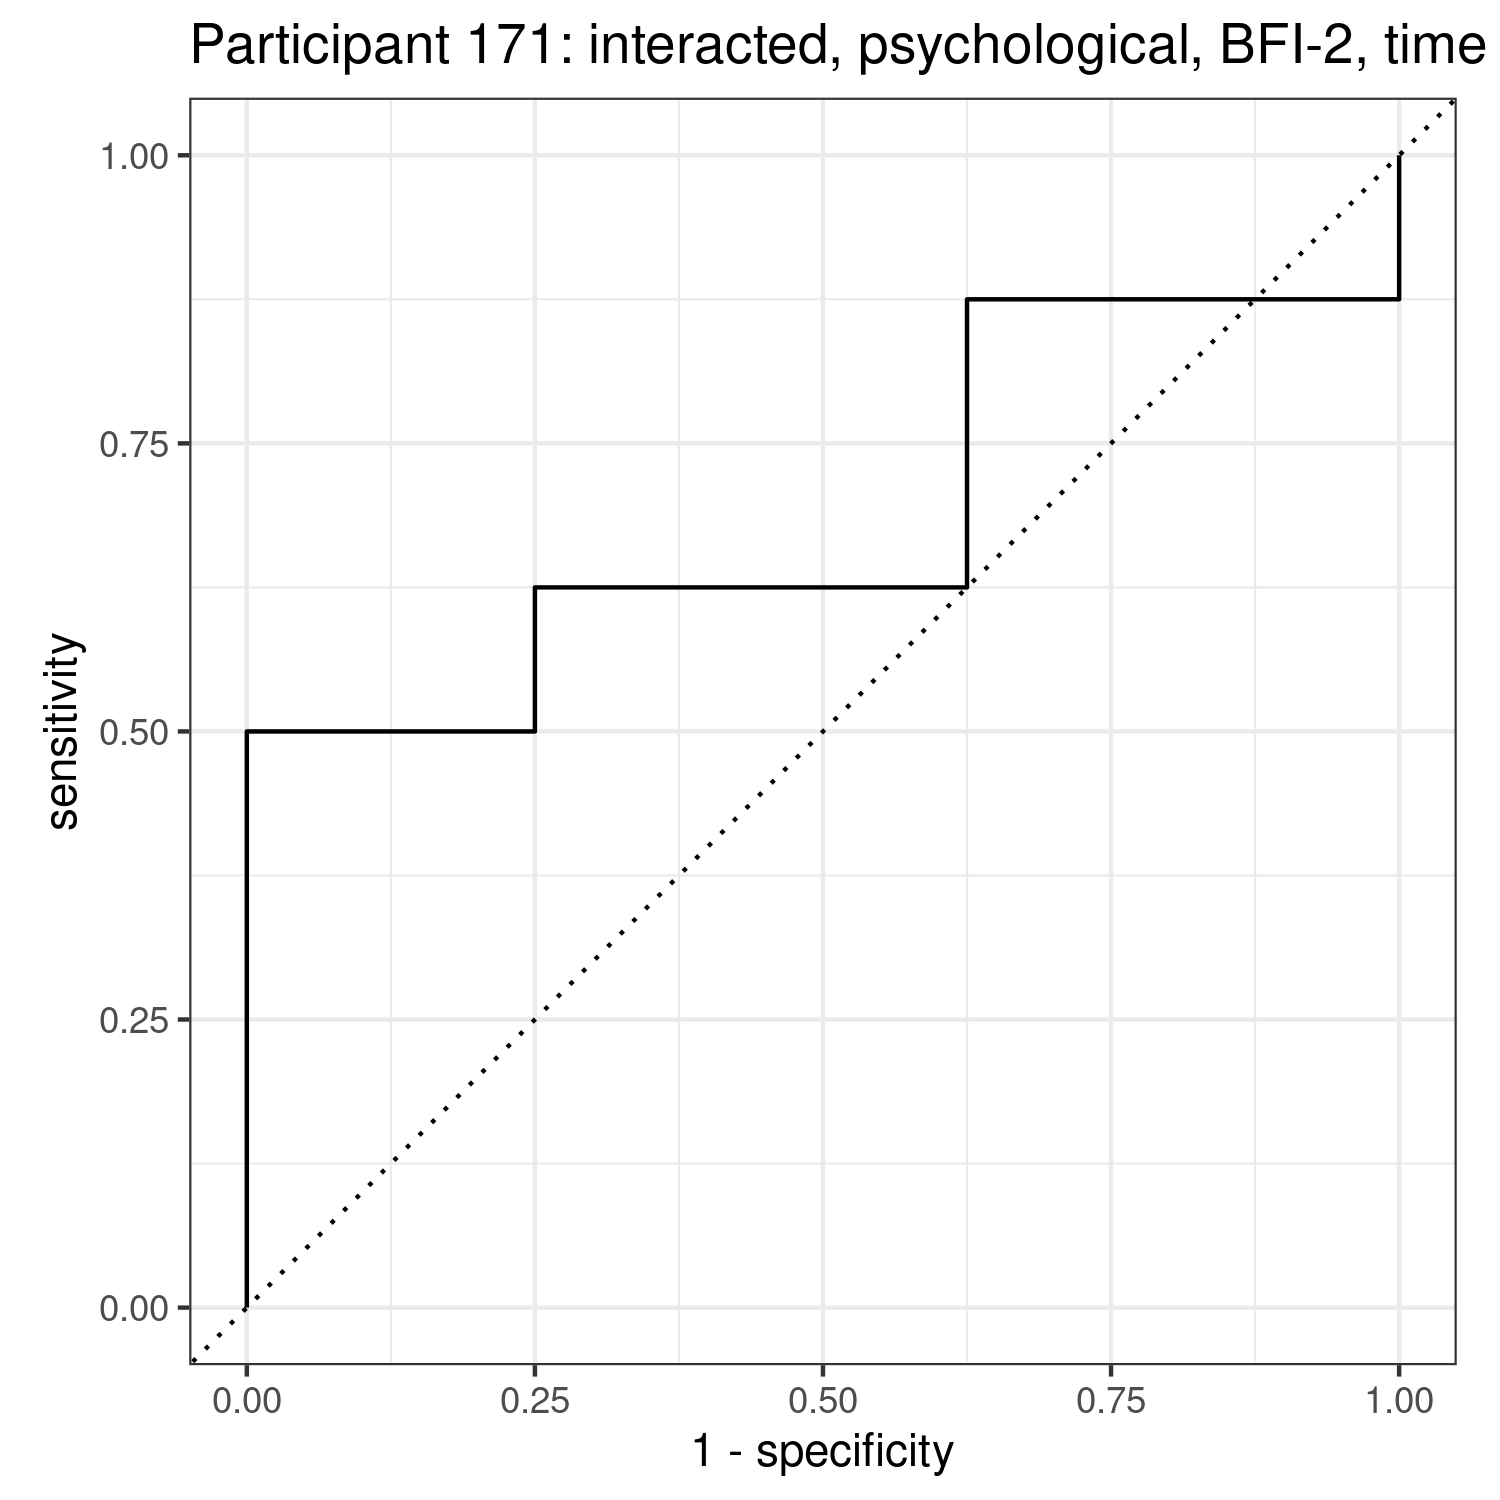 Participant 171: interacted, psychological, BFI-2, time
1.00
0.75
0.50
0.25
0.00
sensitivity
0.00 0.25 0.50 0.75 1.00
1 - specificity